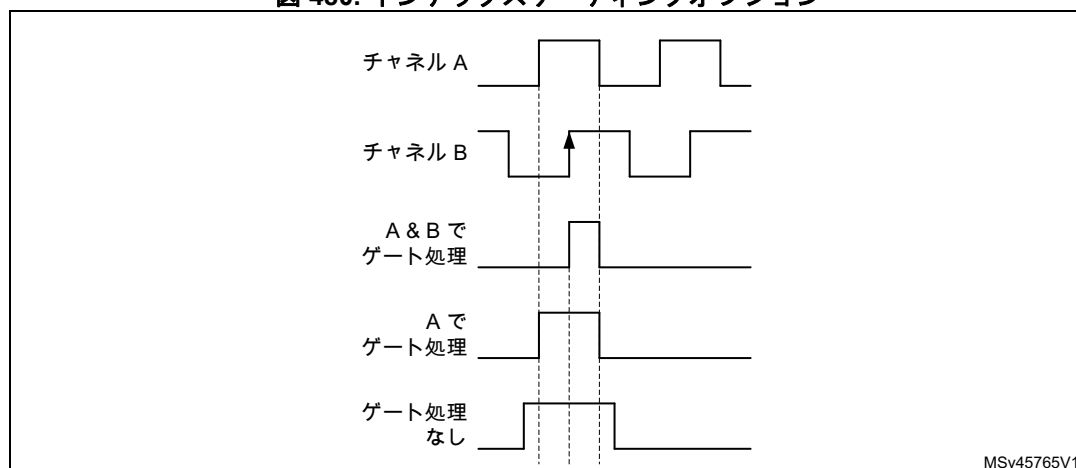 チャネル A
チャネル B
A & B で
ゲート処理
A で
ゲート処理
ゲート処理
なし
MSv45765V1